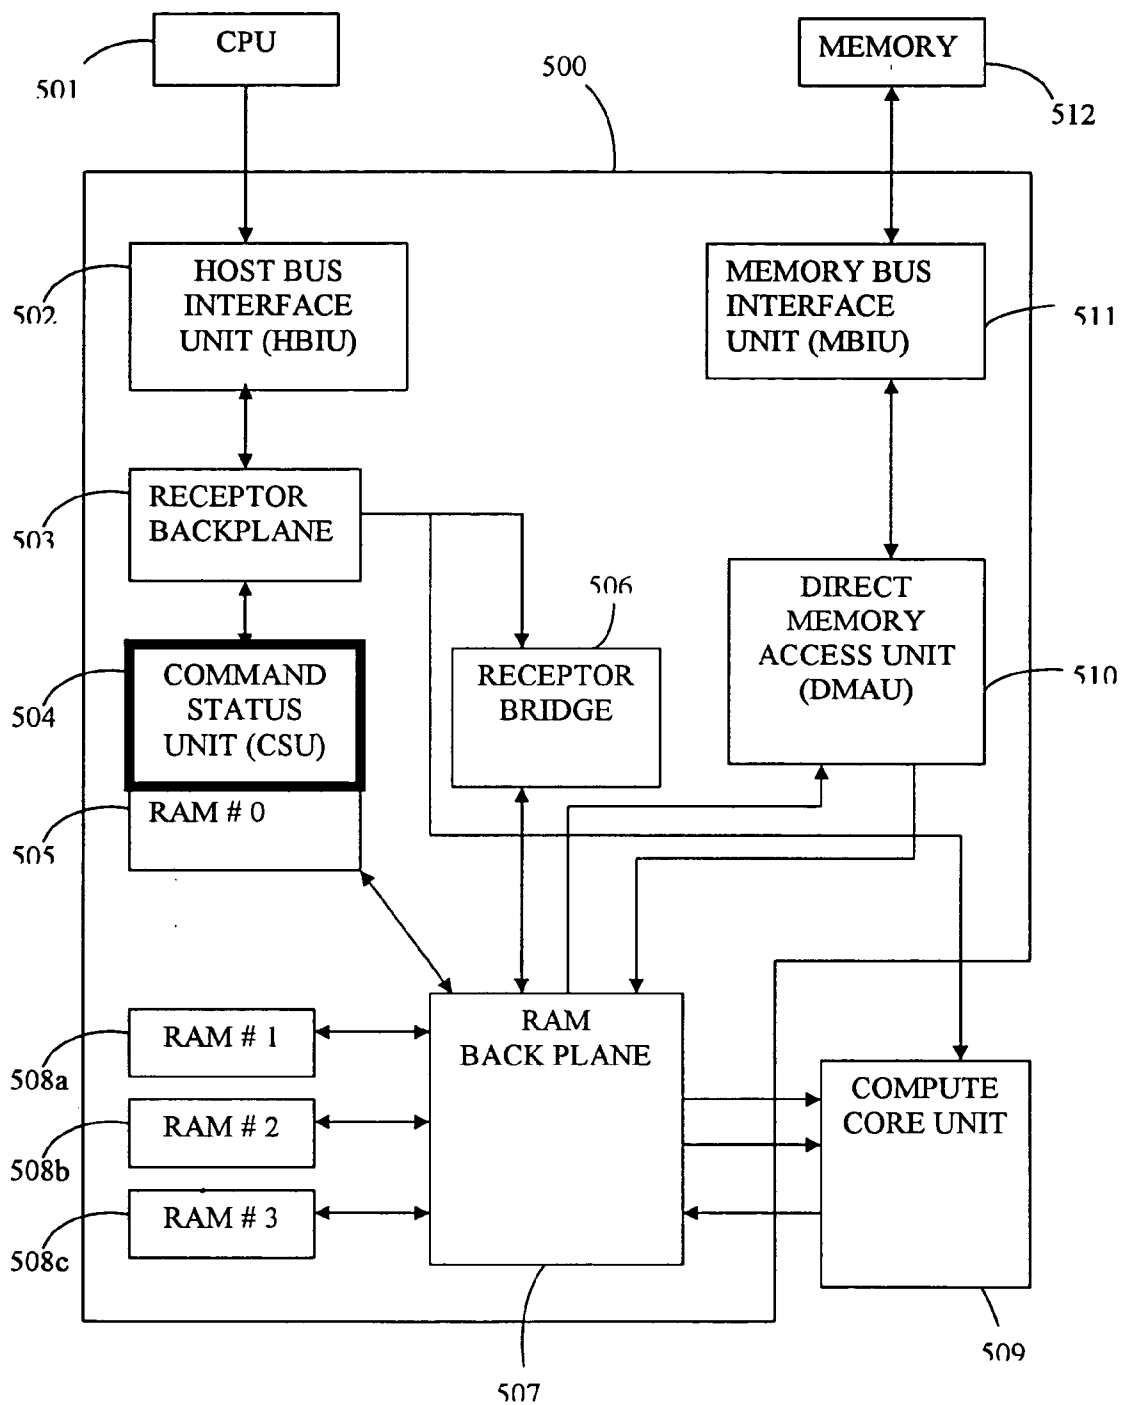 CPU
MEMORY
501
500
512
HOST BUS
INTERFACE
UNIT (HBIU)
MEMORY BUS
INTERFACE
UNIT (MBIU)
502
511
RECEPTOR
BACKPLANE
503
506
DIRECT
MEMORY
ACCESS UNIT
(DMAU)
COMMAND
STATUS
UNIT (CSU)
RECEPTOR
BRIDGE
504
510
RAM # 0
505
RAM
BACK PLANE
RAM # 1
508a
COMPUTE
CORE UNIT
RAM # 2
508b
RAM # 3
508c
509
507